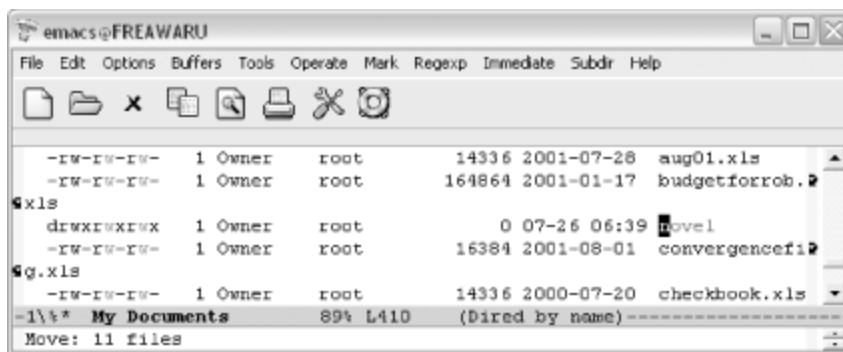 emacs@FREAWARU
File Edit Options Buffers Tools Operate Mark Regexp Immediate Subdir Help
-rw-rw-rw- 1 Owner root 14336 2001-07-28 aug01.xls
-rw-rw-rw- 1 Owner root 164864 2001-01-17 budgetforrob.
xls
drwxrwxrwx 1 Owner root 0 07-26 06:39 novel
-rw-rw-rw- 1 Owner root 16384 2001-08-01 convergencefi
g.xls
-rw-rw-rw- 1 Owner root 14336 2000-07-20 checkbook.xls
-1\%* My Documents 89% L410 (Dired by name)--------------------
Move: 11 files